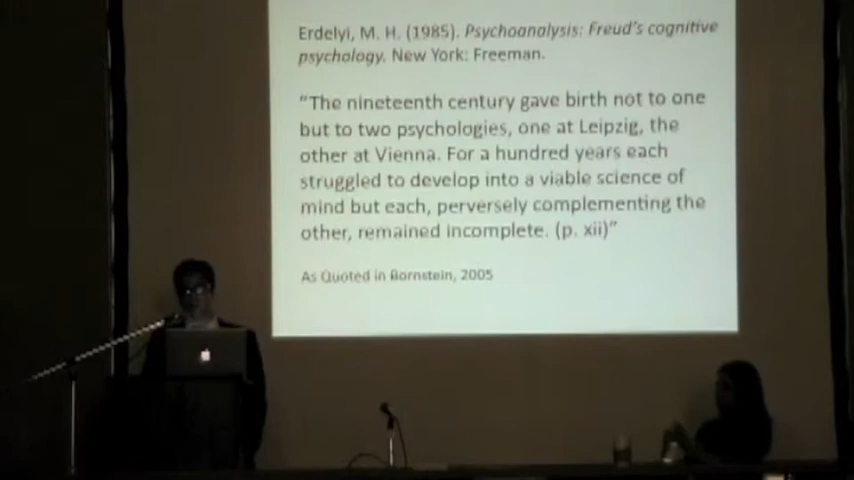 Erdelyi, M. H. (1985). Psychoanalysis: Freud's cognitive
psychology. New York: Freeman.
“The nineteenth century gave birth not to one
but to two psychologies, one at Leipzig, the
other at Vienna. For a hundred years each
struggled to develop into a viable science of
mind but each, perversely complementing the
other, remained incomplete. (p. xii)”
As Quoted in Bornstein, 2005